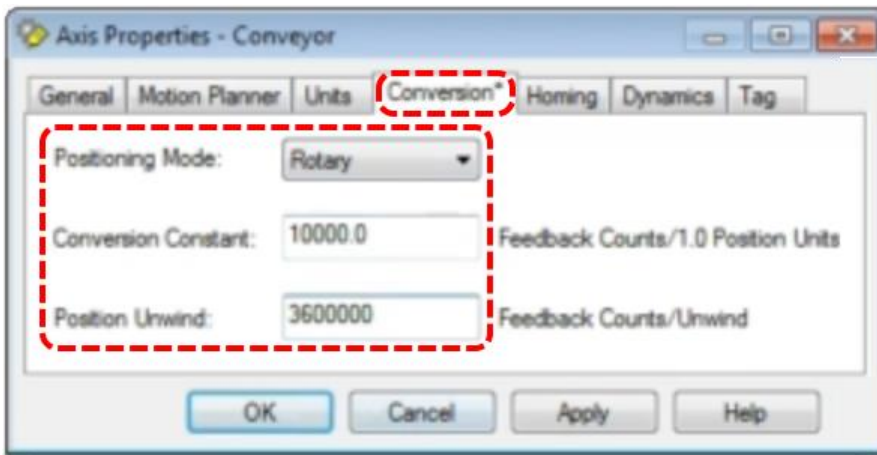 Axis Properties - Conveyor
General Motion Planner Units Conversion* Homing Dynamics Tag
Positioning Mode: Rotary
Conversion Constant: 10000.0 Feedback Counts/1.0 Position Units
Position Unwind: 3600000 Feedback Counts/Unwind
OK Cancel Apply Help